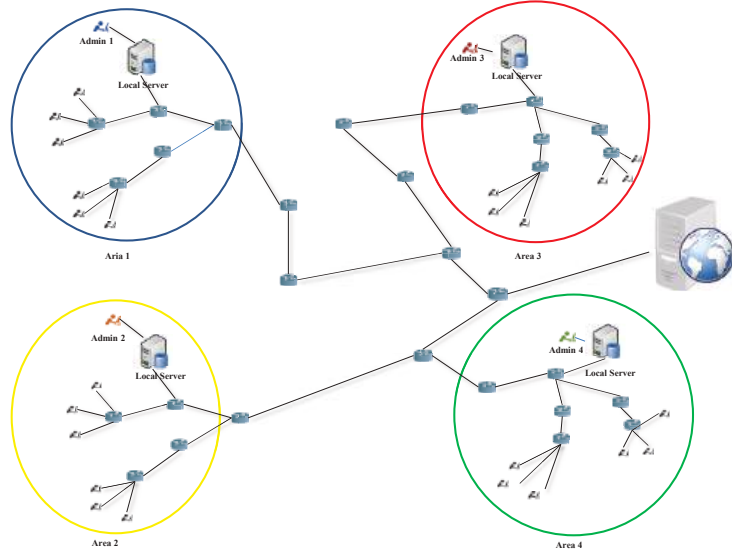 Admin 1
Local Server
Aria 1
Admin 3
Local Server
Area 3
Admin 2
Local Server
Area 2
Admin 4
Local Server
Area 4